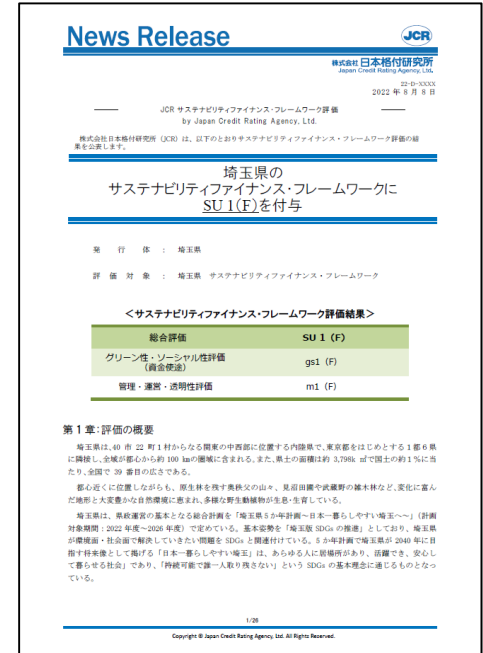 News Release
JCR
株式会社 日本格付研究所
Japan Credit Rating Agency, Ltd.
22-D-XXXX
2022 年 8 月 8 日
JCR サステナビリティファイナンス・フレームワーク評価
by Japan Credit Rating Agency, Ltd.
株式会社日本格付研究所 (JCR) は、以下のとおりサステナビリティファイナンス・フレームワーク評価の結
果を公表します。
埼玉県の
サステナビリティファイナンス・フレームワークに
SU 1(F)を付与
発 行 体 : 埼玉県
評 価 対 象 : 埼玉県 サステナビリティファイナンス・フレームワーク
<サステナビリティファイナンス・フレームワーク評価結果>
総合評価 SU 1 (F)
グリーン性・ソーシャル性評価 gs1 (F)
(資金使途)
管理・運営・透明性評価 m1 (F)
第 1 章:評価の概要
埼玉県は、40 市 22 町 1 村からなる関東の中西部に位置する内陸県で、東京都をはじめとする 1 都 6 県
に隣接し、全域が都心から約 100 kmの圏域に含まれる。また、県土の面積は約 3,798k ㎡で国土の約 1%に当
たり、全国で 39 番目の広さである。
都心近くに位置しながらも、原生林を残す奥秩父の山々、見沼田圃や武蔵野の雑木林など、変化に富ん
だ地形と大変豊かな自然環境に恵まれ、多様な野生動植物が生息・生育している。
埼玉県は、県政運営の基本となる総合計画を「埼玉県 5 か年計画~日本一暮らしやすい埼玉へ~」(計画
対象期間:2022 年度~2026 年度) で定めている。基本姿勢を「埼玉版 SDGs の推進」としており、埼玉県
が環境面・社会面で解決していきたい問題を SDGs と関連付けている。5 か年計画で埼玉県が 2040 年に目
指す将来像として掲げる「日本一暮らしやすい埼玉」は、あらゆる人に居場所があり、活躍でき、安心し
て暮らせる社会」であり、「持続可能で誰一人取り残さない」という SDGs の基本理念に通じるものとなっ
ている。
1/26
Copyright © Japan Credit Rating Agency, Ltd. All Rights Reserved.